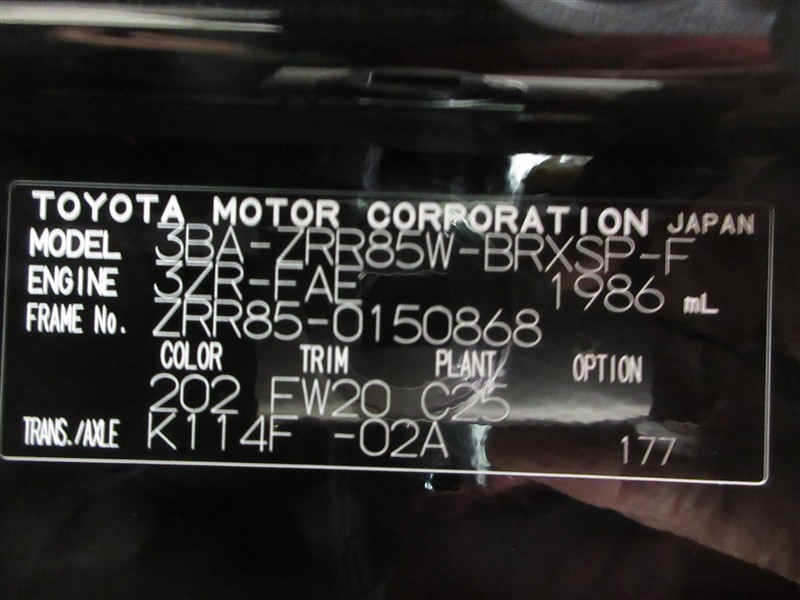 TOYOTA MOTOR CORPORATION JAPAN
MODEL 3BA-ZRR85W-BRXSP-F
ENGINE 3ZR-FAE 1986 mL
FRAME No. ZRR85-0150868
COLOR TRIM PLANT OPTION
202 FW20 C25
TRANS./AXLE K114F -02A 177